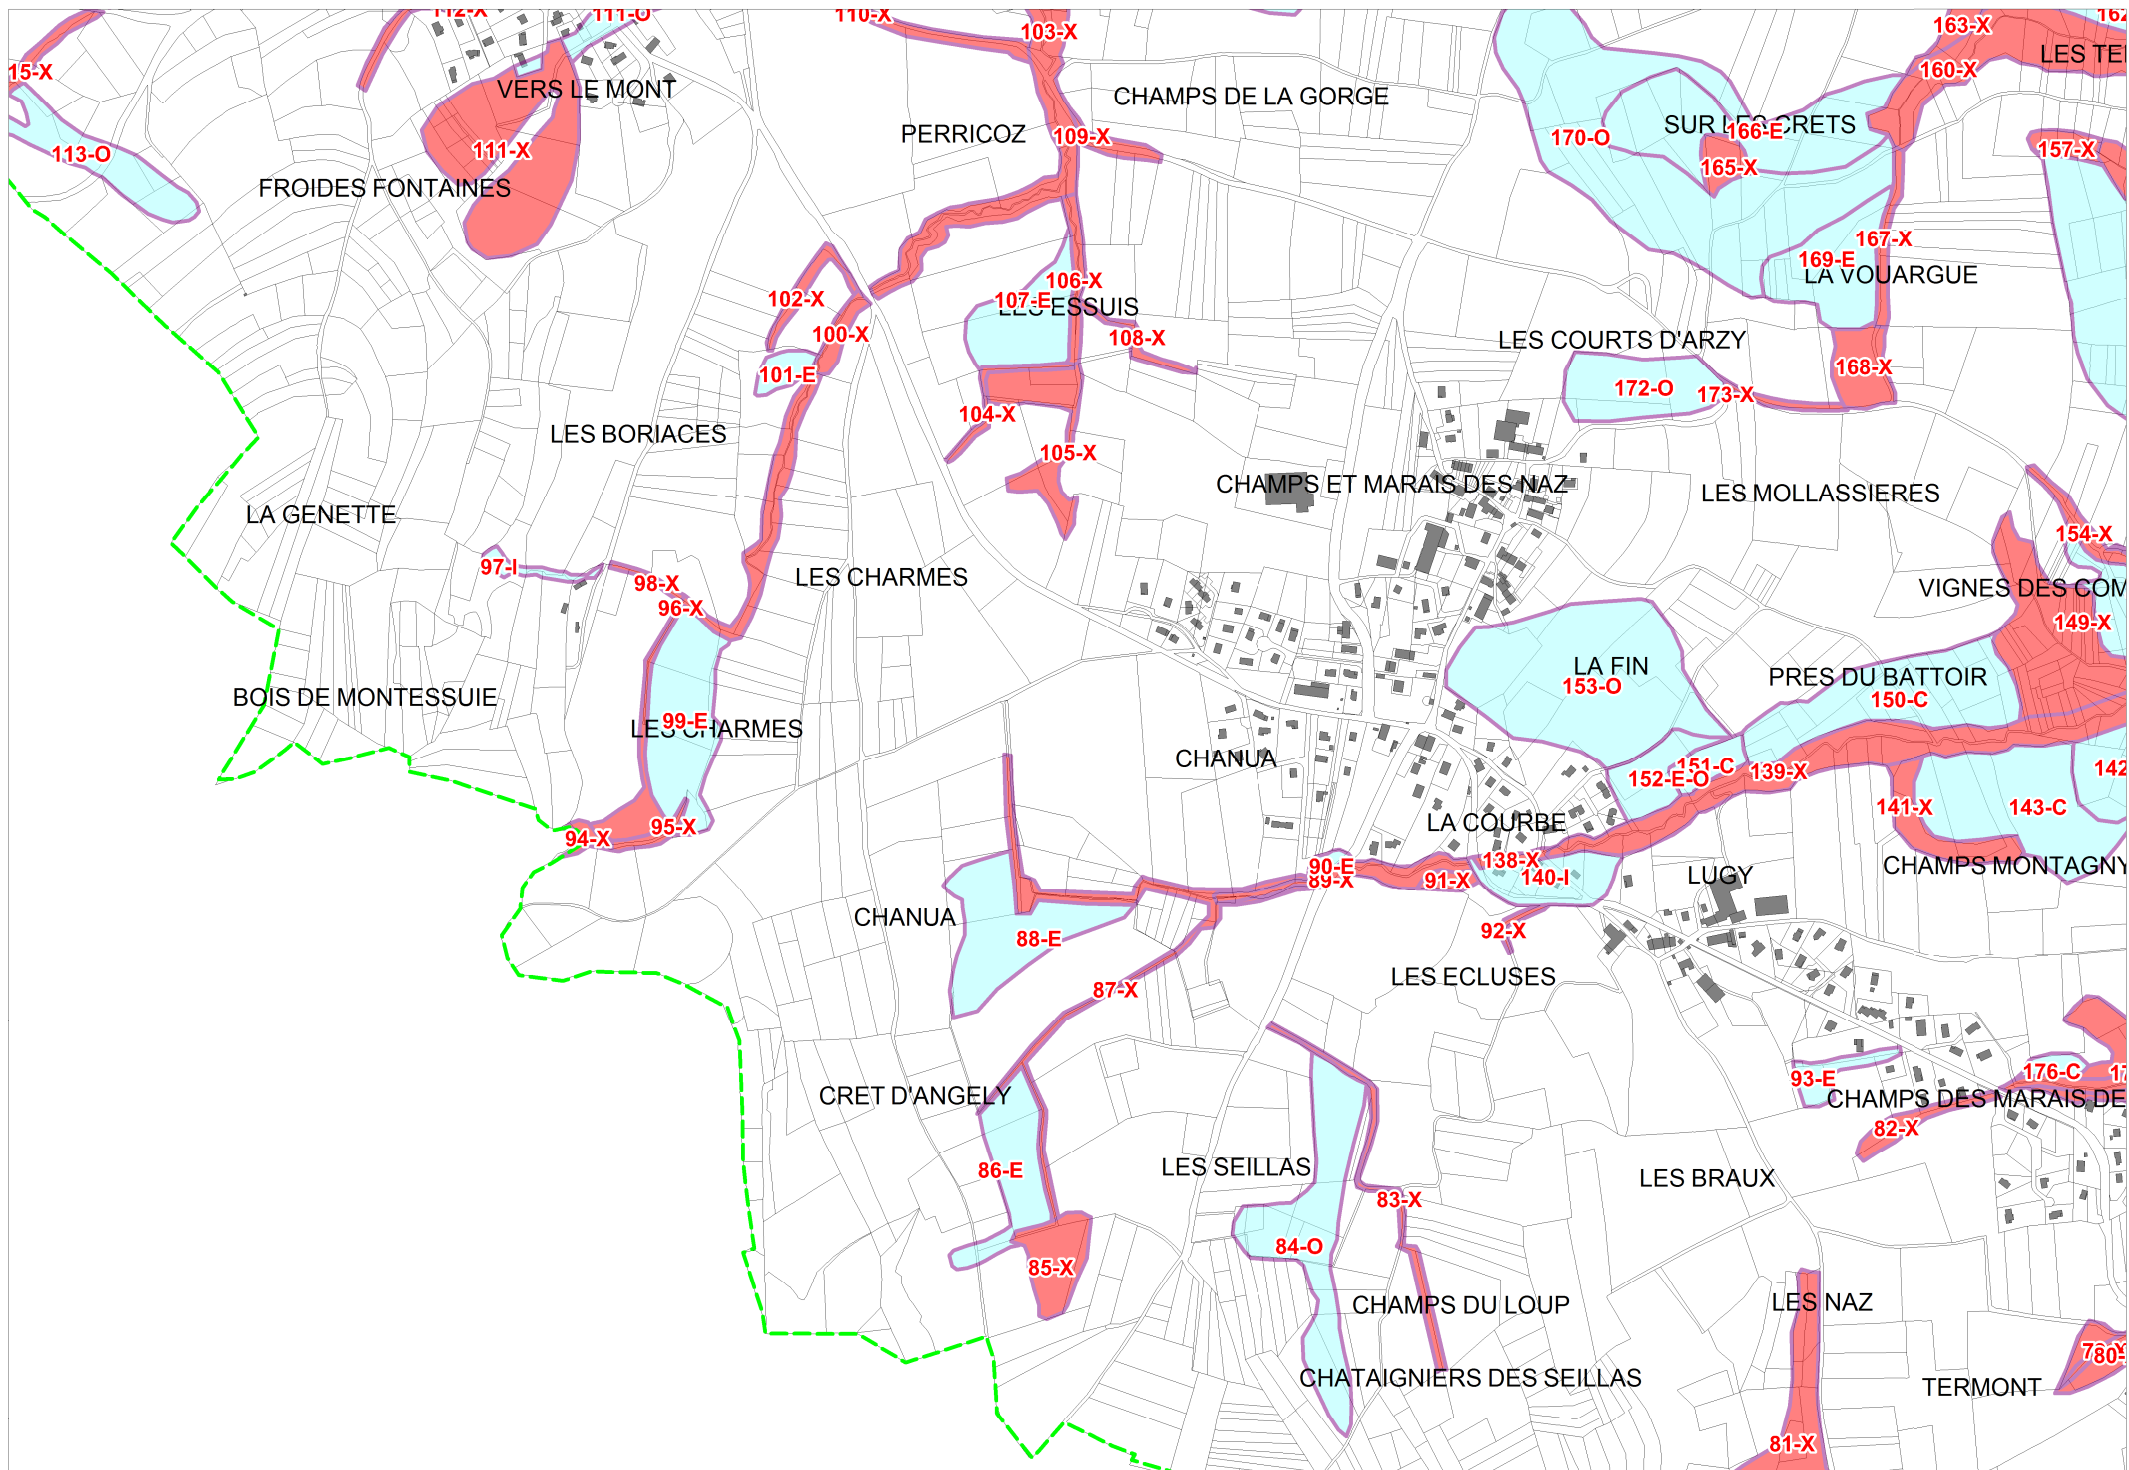 112-X
111-O
110-X
103-X
163-X
160-X
15-X
VERS LE MONT
CHAMPS DE LA GORGE
PERRICOZ
109-X
170-O
SUR LES CRETS
166-E
165-X
157-X
113-O
111-X
FROIDES FONTAINES
167-X
169-E
LA VOUARGUE
102-X
100-X
106-X
107-E
LES ESSUIS
108-X
LES COURTS D'ARZY
101-E
172-O
173-X
168-X
104-X
105-X
LES BORIACES
LA GENETTE
CHAMPS ET MARAIS DES NAZ
LES MOLLASSIERES
154-X
97-I
98-X
96-X
LES CHARMES
VIGNES DES COM
149-X
BOIS DE MONTESSUIE
99-E
LES CHARMES
LA FIN
153-O
PRES DU BATTOIR
150-C
CHANUA
151-C
152-E-O
139-X
142
141-X
143-C
94-X
95-X
LA COURBE
138-X
140-I
90-E
89-X
91-X
LUGY
CHAMPS MONTAGNY
CHANUA
88-E
92-X
LES ECLUSES
87-X
CRET D'ANGELY
93-E
176-C
CHAMPS DES MARAIS DE
82-X
86-E
LES SEILLAS
83-X
LES BRAUX
84-O
85-X
CHAMPS DU LOUP
LES NAZ
CHATAIGNIERS DES SEILLAS
TERMONT
80-
81-X